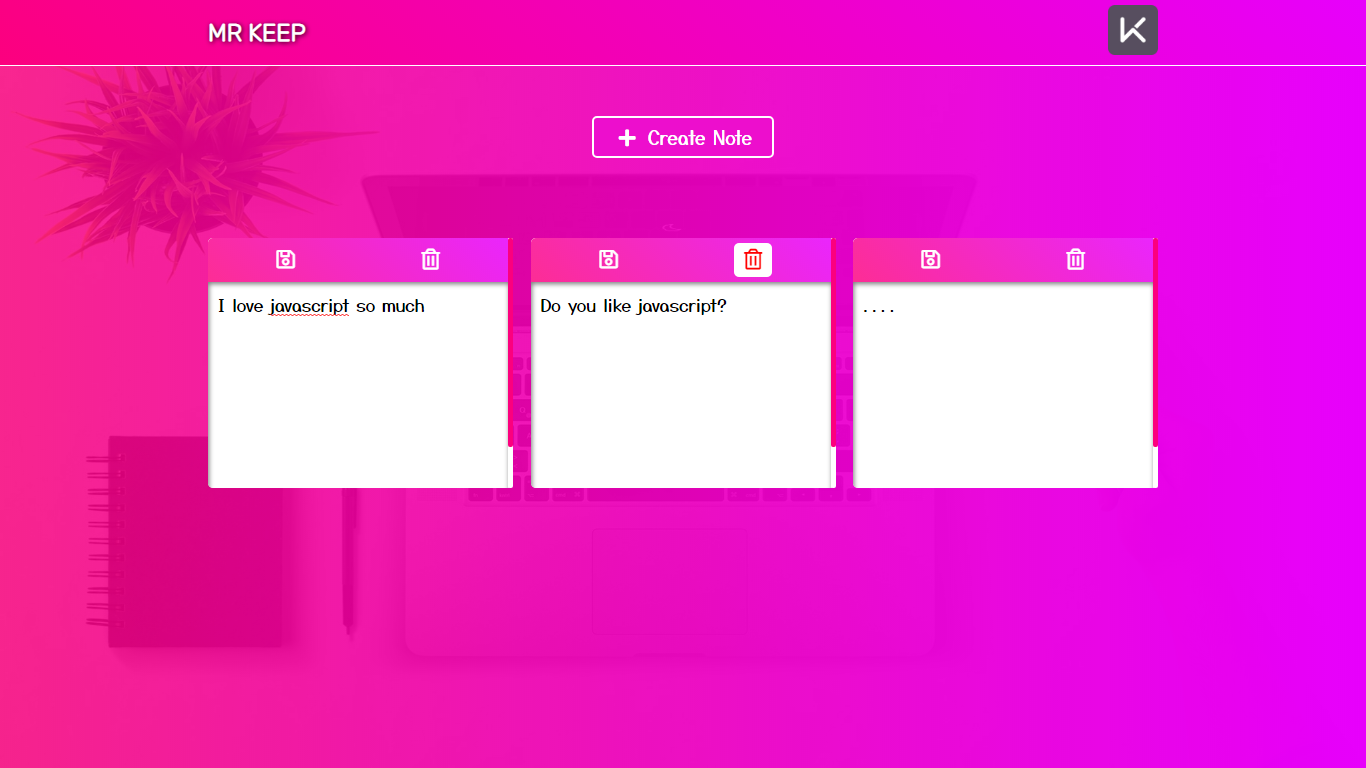 MR KEEP
Create Note
I love javascript so much
Do you like javascript?
....